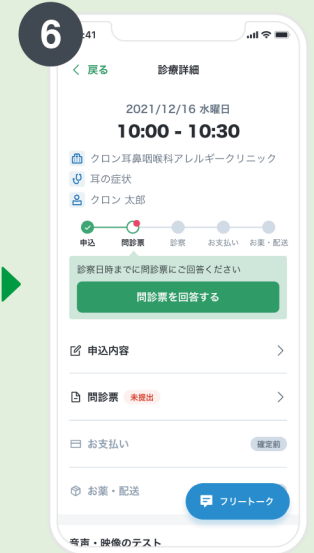 6
:41
戻る
診療詳細
2021/12/16 水曜日
10:00 - 10:30
クロン耳鼻咽喉科アレルギークリニック
耳の症状
クロン 太郎
申込 問診票 診察 お支払い お薬・配送
診察日時までに問診票にご回答ください
問診票を回答する
申込内容
問診票 未提出
お支払い 確定前
お薬・配送
フリートーク
音声・映像のテスト